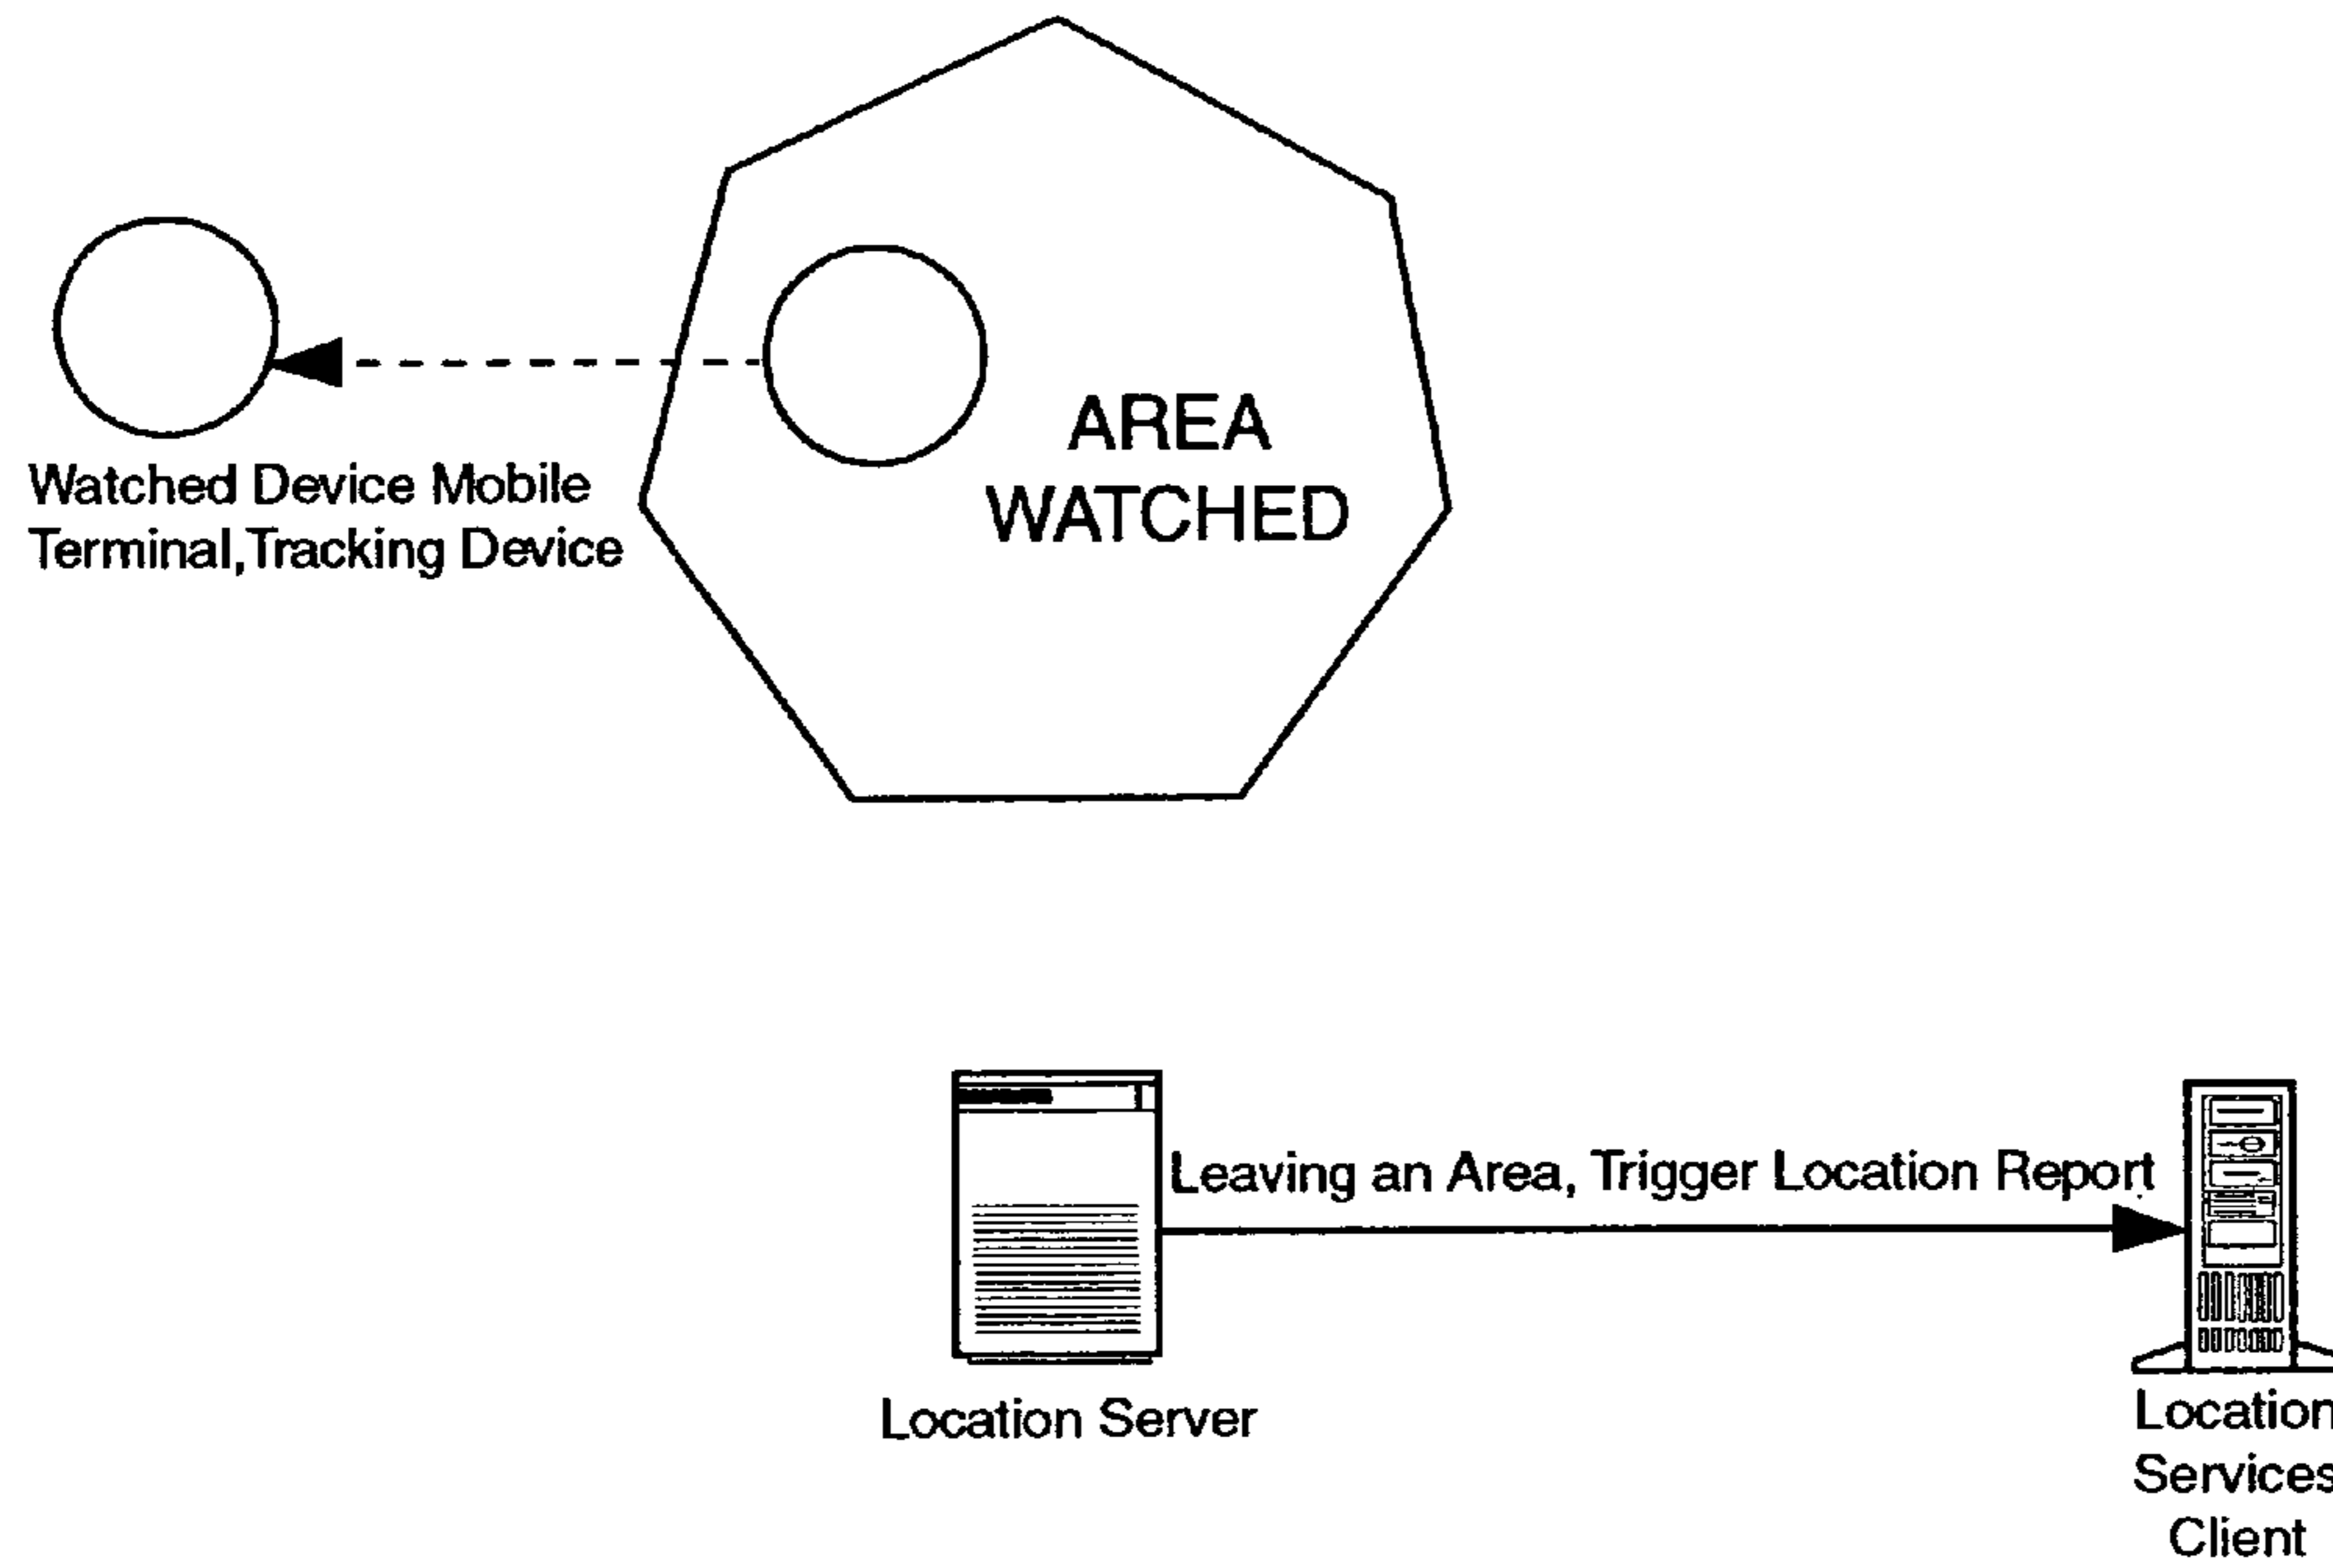 AREA
WATCHED
Watched Device Mobile
Terminal,Tracking Device
Leaving an Area, Trigger Location Report
Location Server
Location
Services
Client